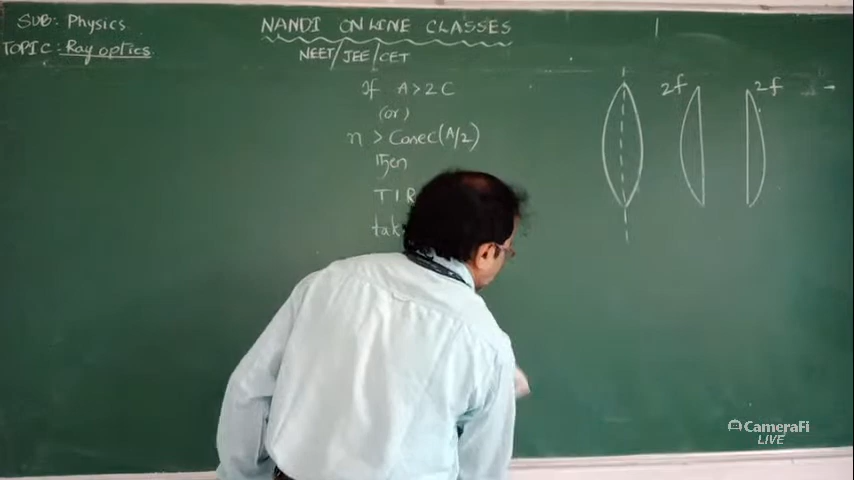 SUB:- Physics
TOPIC: Ray optics.
NANDI ONLINE CLASSES
NEET/JEE/CET
If A>2C
(or)
n > Cosec(A/2)
Then
TIR
2f
2f
CameraFi
LIVE